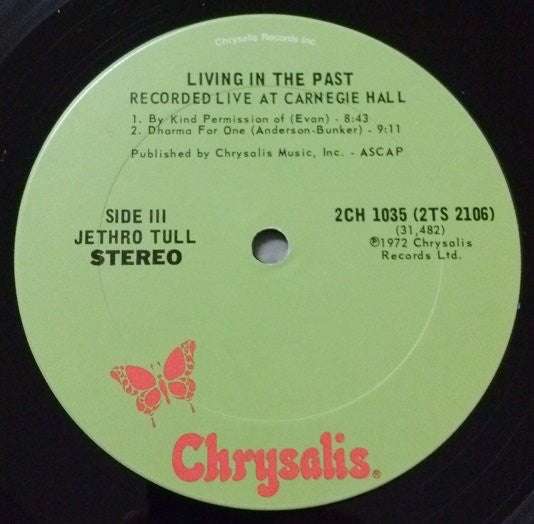 Chrysalis Records Inc
LIVING IN THE PAST
RECORDED LIVE AT CARNEGIE HALL
1. By Kind Permission of (Evan) - 8:43
2. Dharma For One (Anderson-Bunker) - 9:11
Published by Chrysalis Music, Inc. - ASCAP
SIDE III
JETHRO TULL
STEREO
2CH 1035 (2TS 2106)
(31,482)
℗1972 Chrysalis
Records Ltd.
Chrysalis®